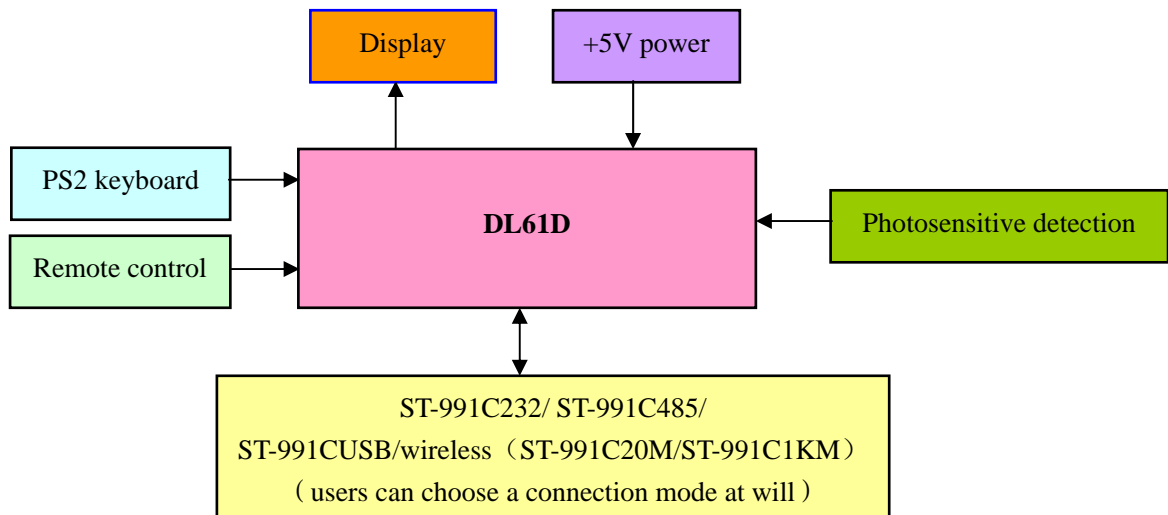 Display
+5V power
PS2 keyboard
DL61D
Photosensitive detection
Remote control
ST-991C232/ ST-991C485/
ST-991CUSB/wireless（ST-991C20M/ST-991C1KM）
（users can choose a connection mode at will）